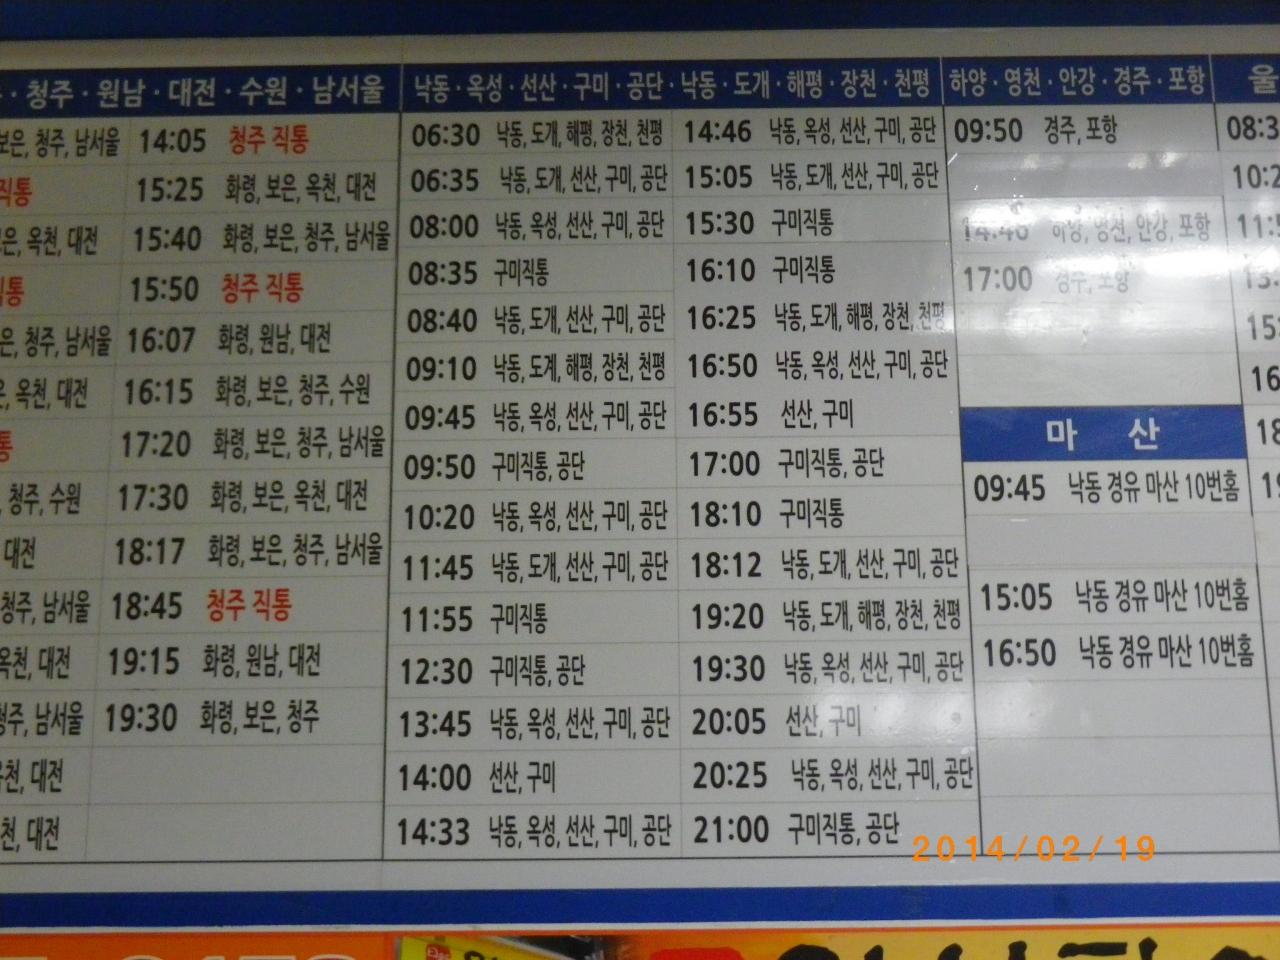 · 청주 · 원남 · 대전 · 수원 · 남서울
보은, 청주, 남서울 14:05 청주 직통
직통 15:25 화령, 보은, 옥천, 대전
보은, 옥천, 대전 15:40 화령, 보은, 청주, 남서울
직통 15:50 청주 직통
은, 청주, 남서울 16:07 화령, 원남, 대전
은, 옥천, 대전 16:15 화령, 보은, 청주, 수원
통 17:20 화령, 보은, 청주, 남서울
, 청주, 수원 17:30 화령, 보은, 옥천, 대전
대전 18:17 화령, 보은, 청주, 남서울
청주, 남서울 18:45 청주 직통
옥천, 대전 19:15 화령, 원남, 대전
청주, 남서울 19:30 화령, 보은, 청주
옥천, 대전
천, 대전
낙동 · 옥성 · 선산 · 구미 · 공단 · 낙동 · 도개 · 해평 · 장천 · 천평
06:30 낙동, 도개, 해평, 장천, 천평 14:46 낙동, 옥성, 선산, 구미, 공단
06:35 낙동, 도개, 선산, 구미, 공단 15:05 낙동, 도개, 선산, 구미, 공단
08:00 낙동, 옥성, 선산, 구미, 공단 15:30 구미직통
08:35 구미직통 16:10 구미직통
08:40 낙동, 도개, 선산, 구미, 공단 16:25 낙동, 도개, 해평, 장천, 천평
09:10 낙동, 도계, 해평, 장천, 천평 16:50 낙동, 옥성, 선산, 구미, 공단
09:45 낙동, 옥성, 선산, 구미, 공단 16:55 선산, 구미
09:50 구미직통, 공단 17:00 구미직통, 공단
10:20 낙동, 옥성, 선산, 구미, 공단 18:10 구미직통
11:45 낙동, 도개, 선산, 구미, 공단 18:12 낙동, 도개, 선산, 구미, 공단
11:55 구미직통 19:20 낙동, 도개, 해평, 장천, 천평
12:30 구미직통, 공단 19:30 낙동, 옥성, 선산, 구미, 공단
13:45 낙동, 옥성, 선산, 구미, 공단 20:05 선산, 구미
14:00 선산, 구미 20:25 낙동, 옥성, 선산, 구미, 공단
14:33 낙동, 옥성, 선산, 구미, 공단 21:00 구미직통, 공단
하양 · 영천 · 안강 · 경주 · 포항
09:50 경주, 포항
14:46 하양, 영천, 안강, 포항
17:00 경주, 포항
마 산
09:45 낙동 경유 마산 10번홈
15:05 낙동 경유 마산 10번홈
16:50 낙동 경유 마산 10번홈
울
08:3
10:2
11:
15:
16
18
19
2014/02/19